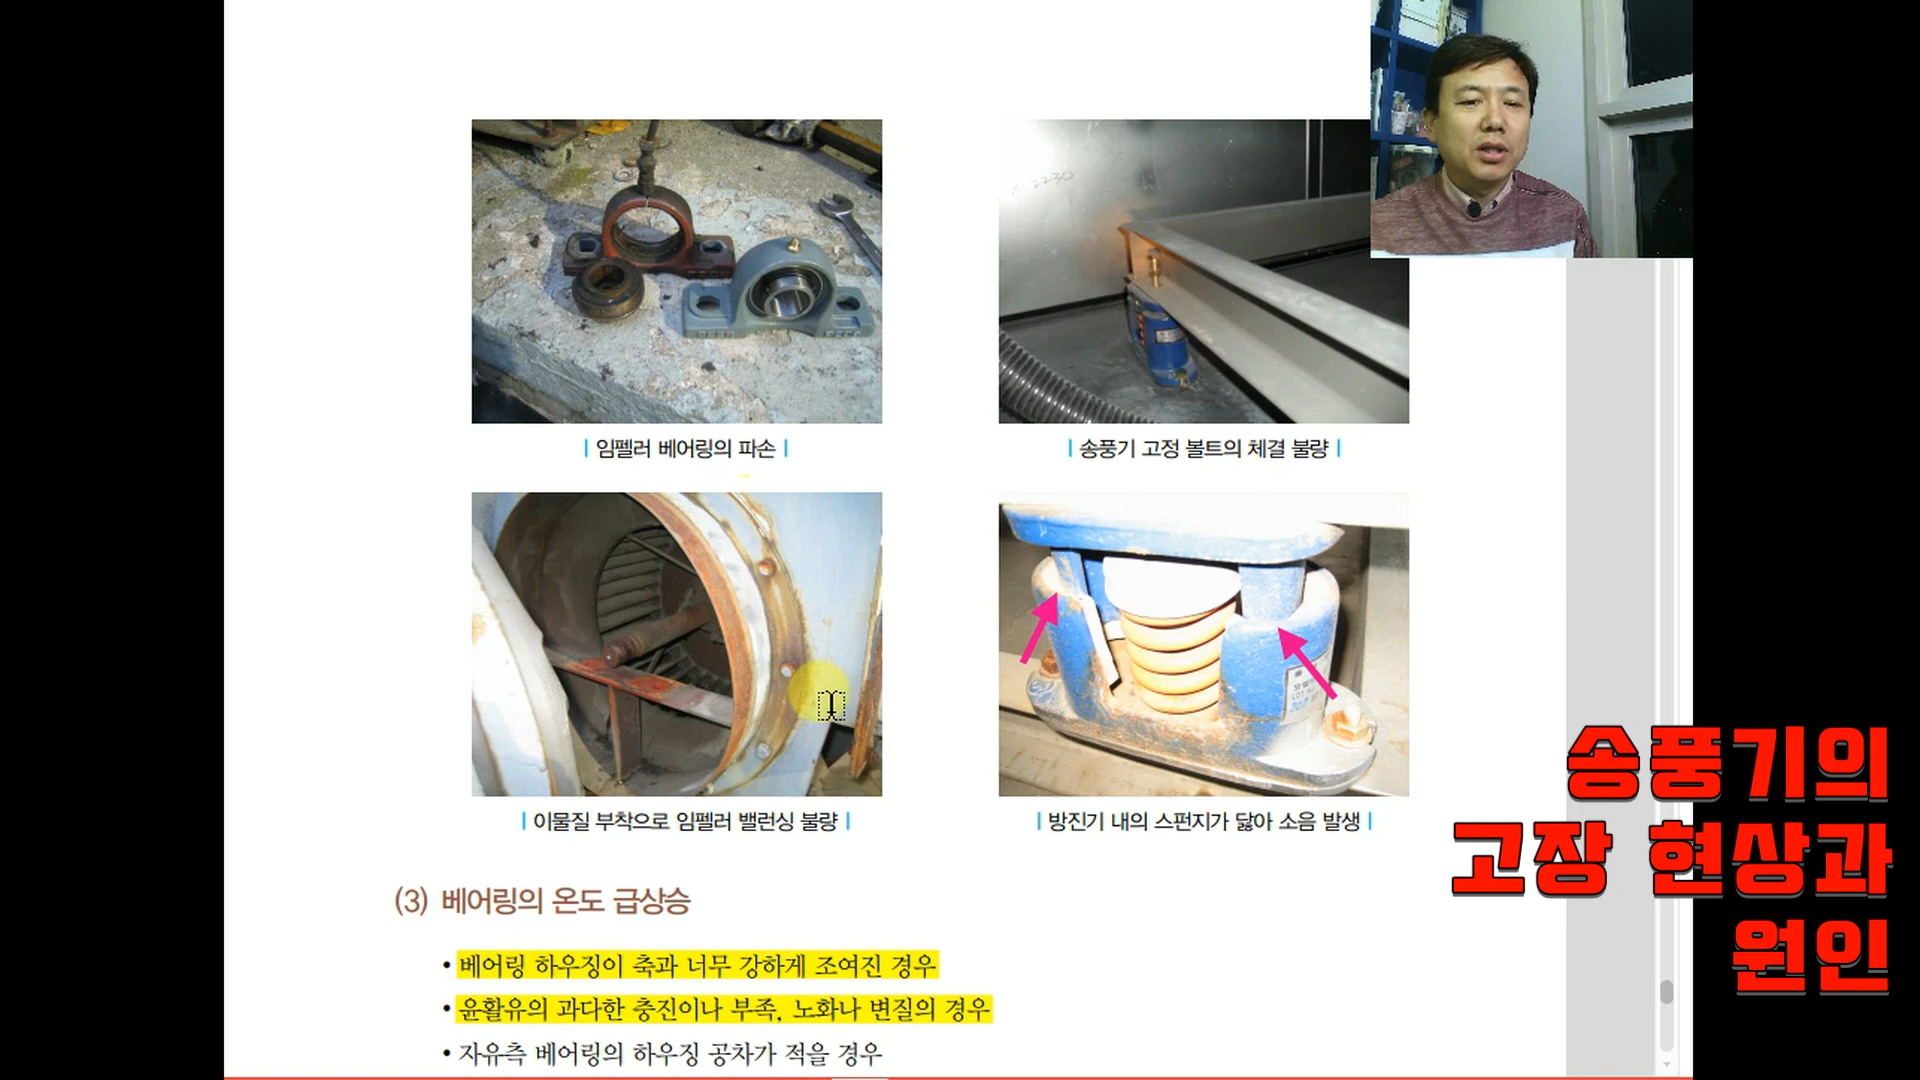 | 임펠러 베어링의 파손 |
| 송풍기 고정 볼트의 체결 불량 |
| 이물질 부착으로 임펠러 밸런싱 불량 |
| 방진기 내의 스펀지가 닳아 소음 발생 |
(3) 베어링의 온도 급상승
• 베어링 하우징이 축과 너무 강하게 조여진 경우
• 윤활유의 과다한 충진이나 부족, 노화나 변질의 경우
• 자유측 베어링의 하우징 공차가 적을 경우
송풍기의
고장 현상과
원인